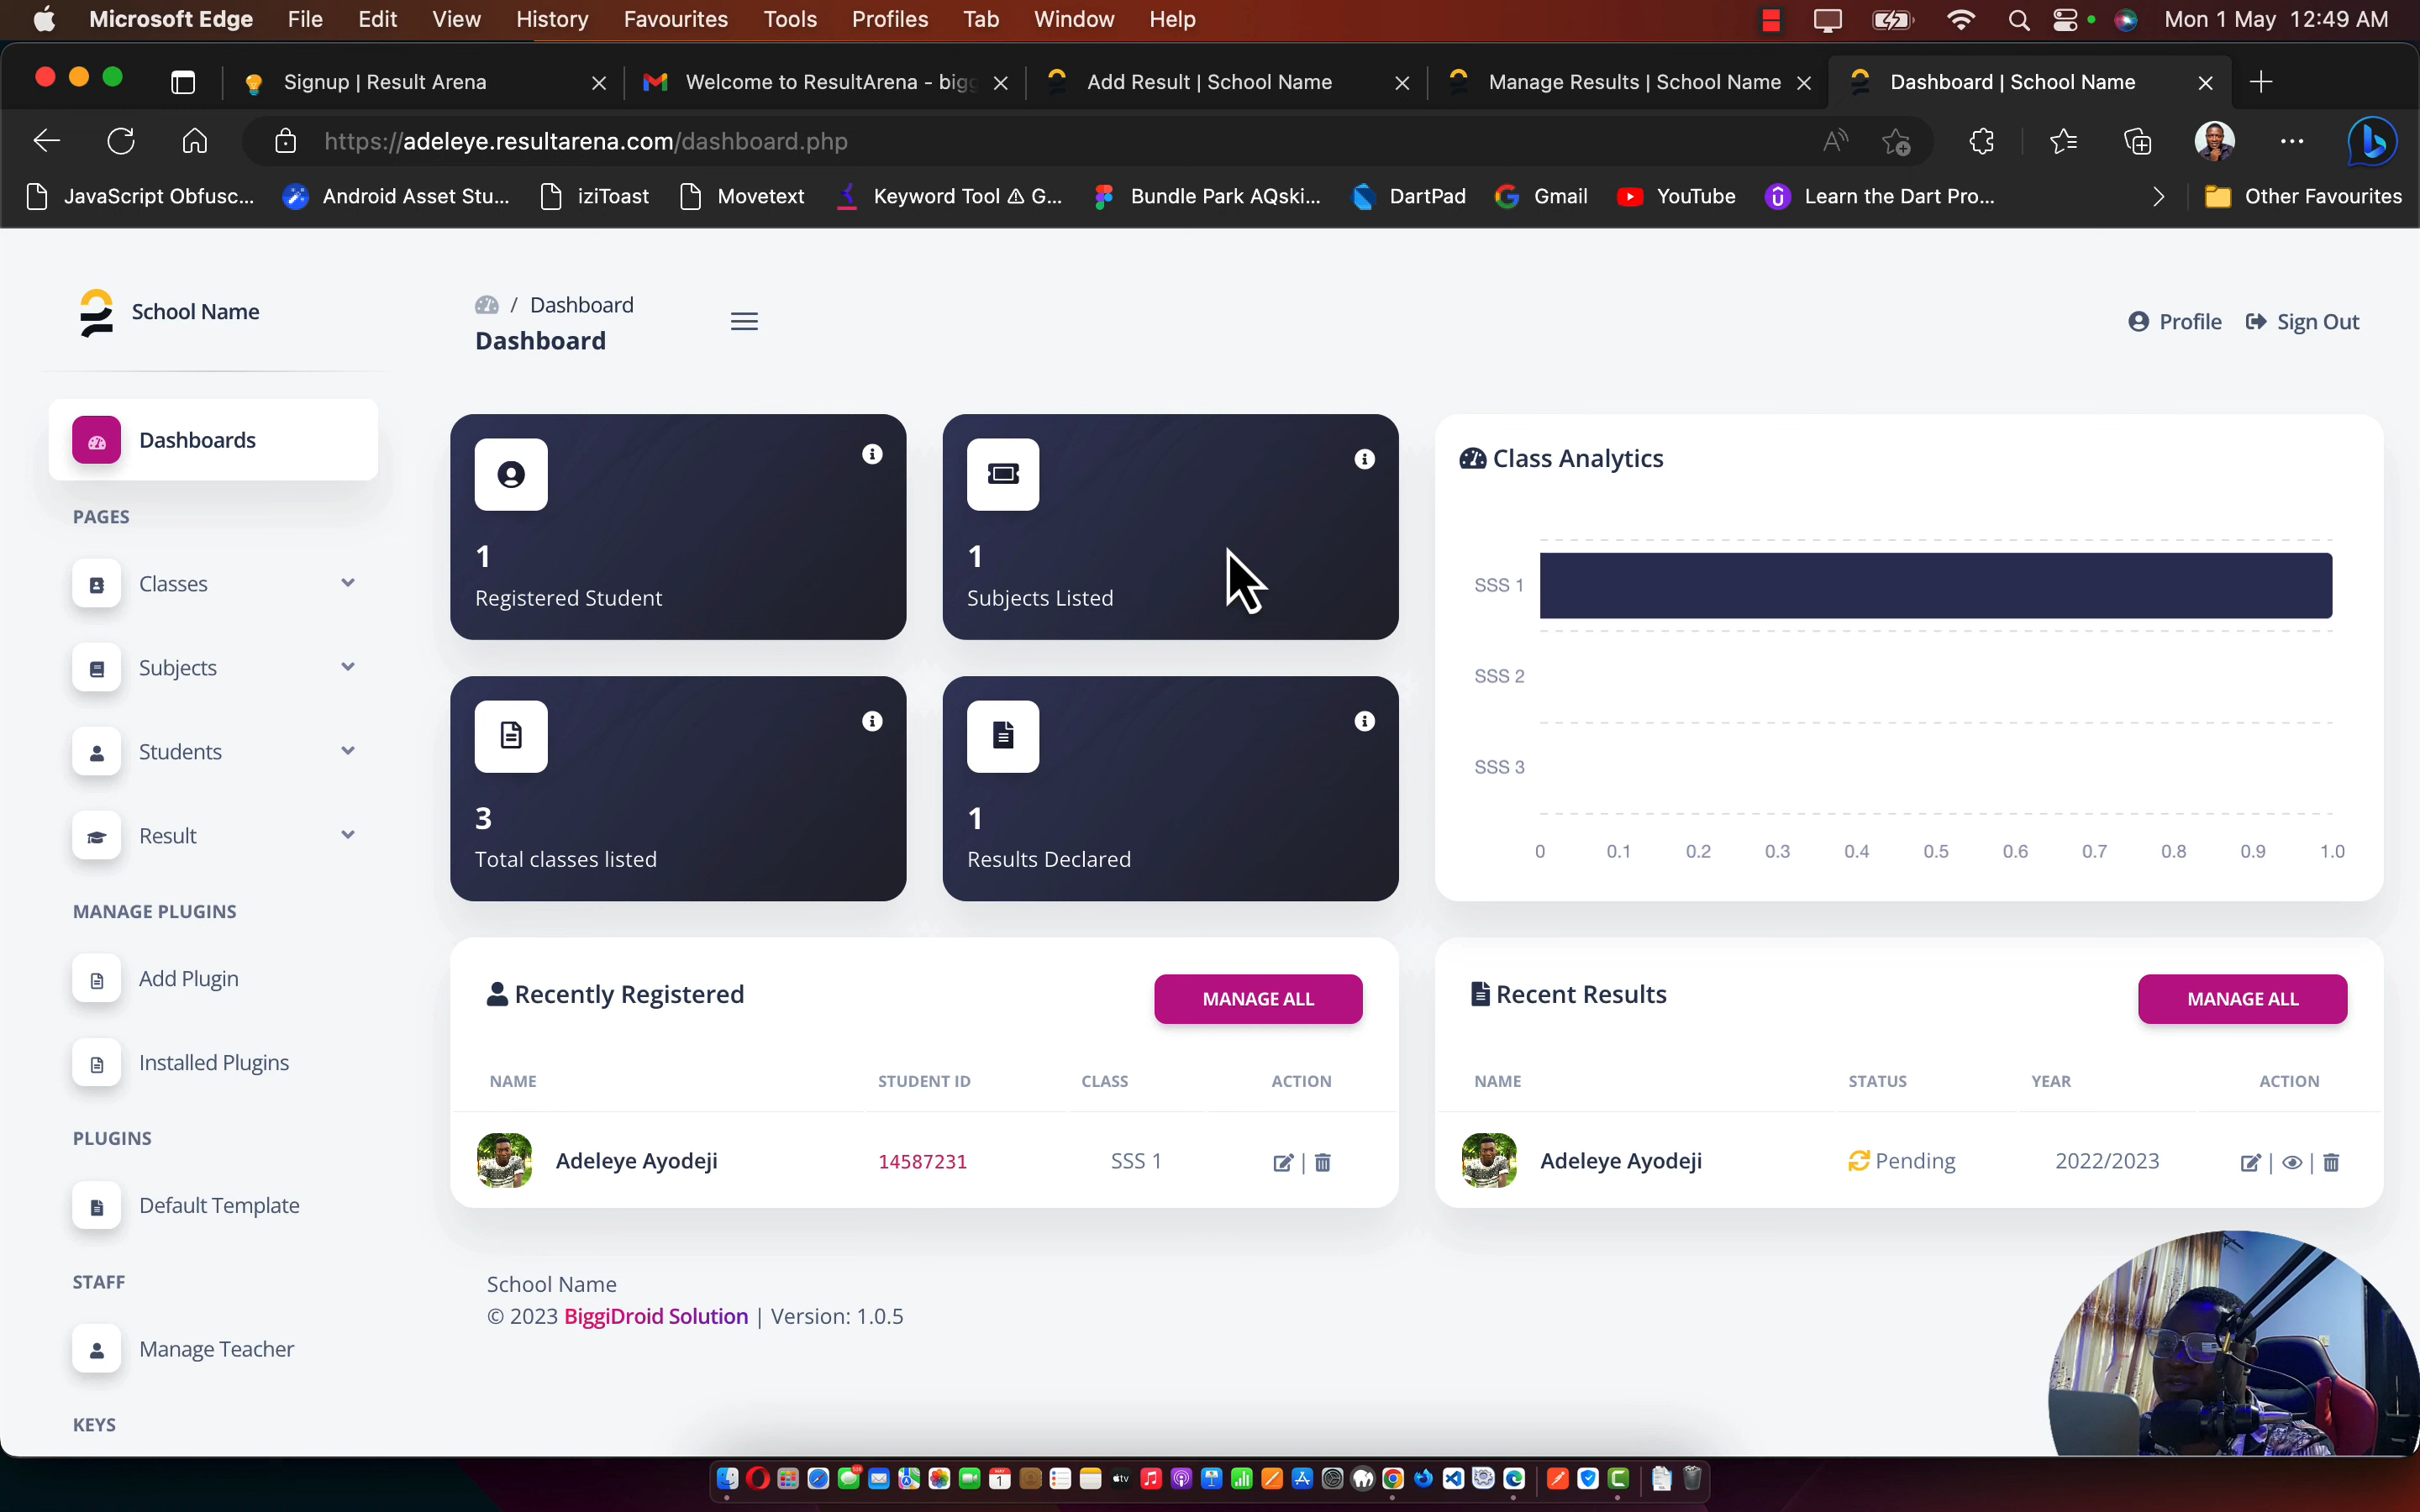 Microsoft Edge File Edit View History Favourites Tools Profiles Tab Window Help Mon 1 May 12:49 AM
Signup | Result Arena
Welcome to ResultArena - bigg
Add Result | School Name
Manage Results | School Name
Dashboard | School Name
https://adeleye.resultarena.com/dashboard.php
JavaScript Obfusc...
Android Asset Stu...
iziToast
Movetext
Keyword Tool ⚠ G...
Bundle Park AQski...
DartPad
Gmail
YouTube
Learn the Dart Pro...
Other Favourites
School Name
/ Dashboard
Dashboard
Profile
Sign Out
Dashboards
PAGES
Classes
Subjects
Students
Result
MANAGE PLUGINS
Add Plugin
Installed Plugins
PLUGINS
Default Template
STAFF
Manage Teacher
KEYS
1
Registered Student
1
Subjects Listed
3
Total classes listed
1
Results Declared
Class Analytics
SSS 1
SSS 2
SSS 3
0 0.1 0.2 0.3 0.4 0.5 0.6 0.7 0.8 0.9 1.0
Recently Registered
MANAGE ALL
NAME STUDENT ID CLASS ACTION
Adeleye Ayodeji 14587231 SSS 1 |
Recent Results
MANAGE ALL
NAME STATUS YEAR ACTION
Adeleye Ayodeji Pending 2022/2023 | |
School Name
© 2023 BiggiDroid Solution | Version: 1.0.5